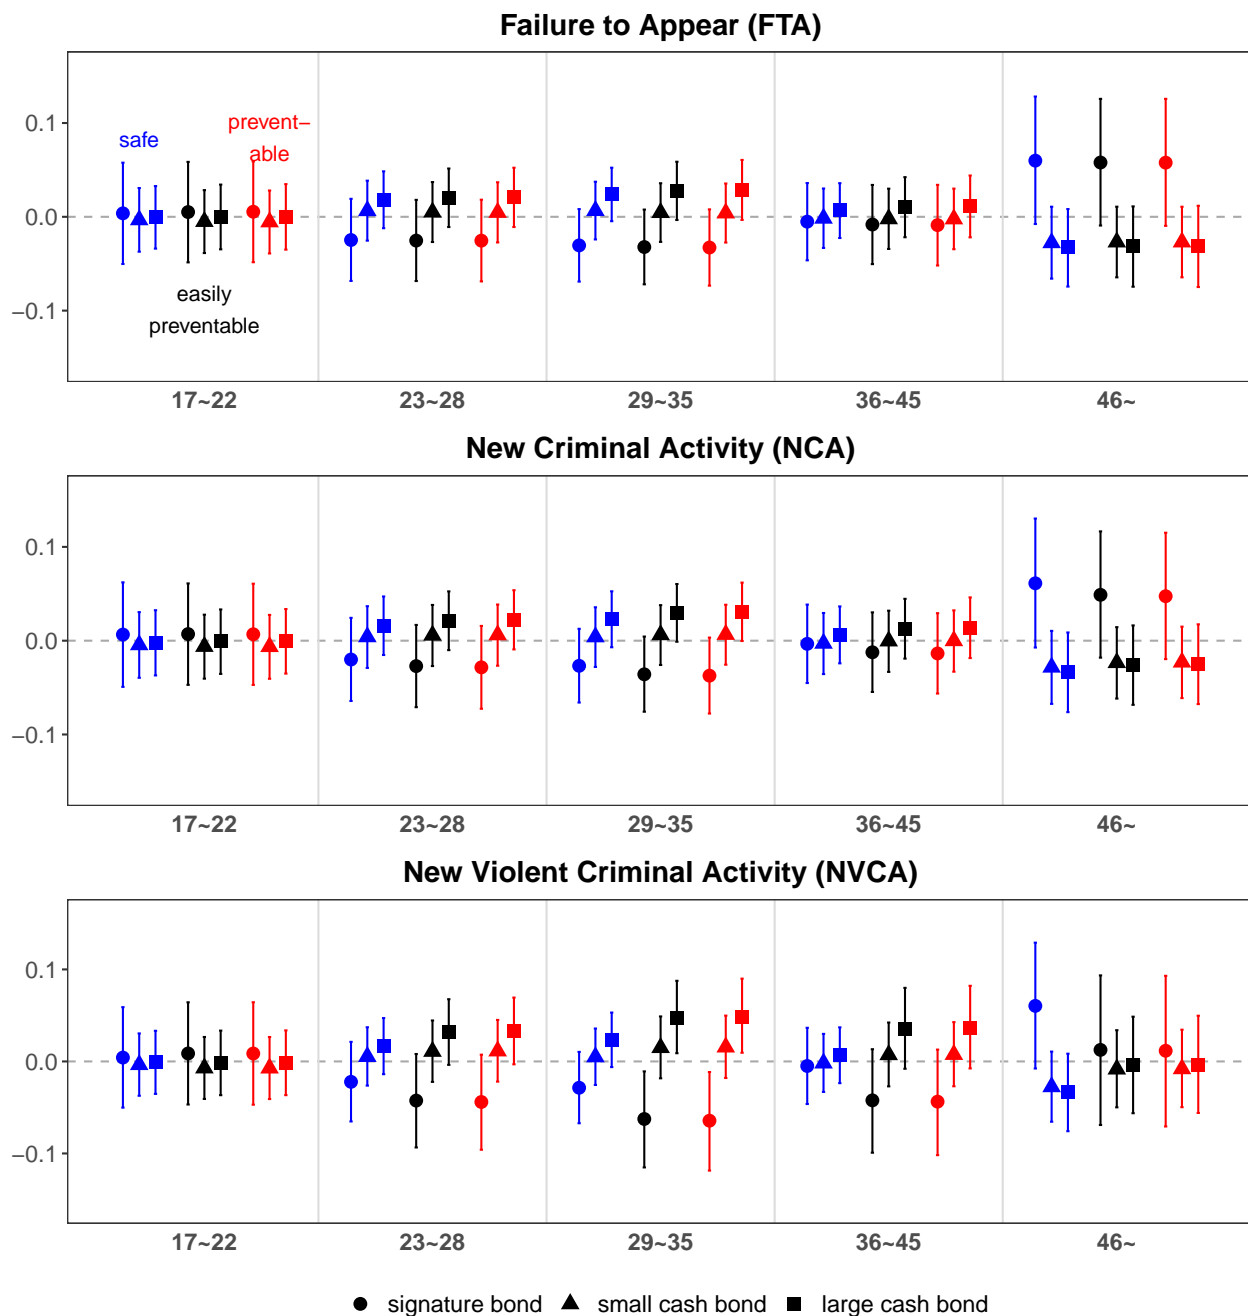 Failure to Appear (FTA)
0.1
0.0
−0.1
safe
prevent−
able
easily
preventable
17~22 23~28 29~35 36~45 46~
New Criminal Activity (NCA)
0.1
0.0
−0.1
17~22 23~28 29~35 36~45 46~
New Violent Criminal Activity (NVCA)
0.1
0.0
−0.1
17~22 23~28 29~35 36~45 46~
signature bond small cash bond large cash bond